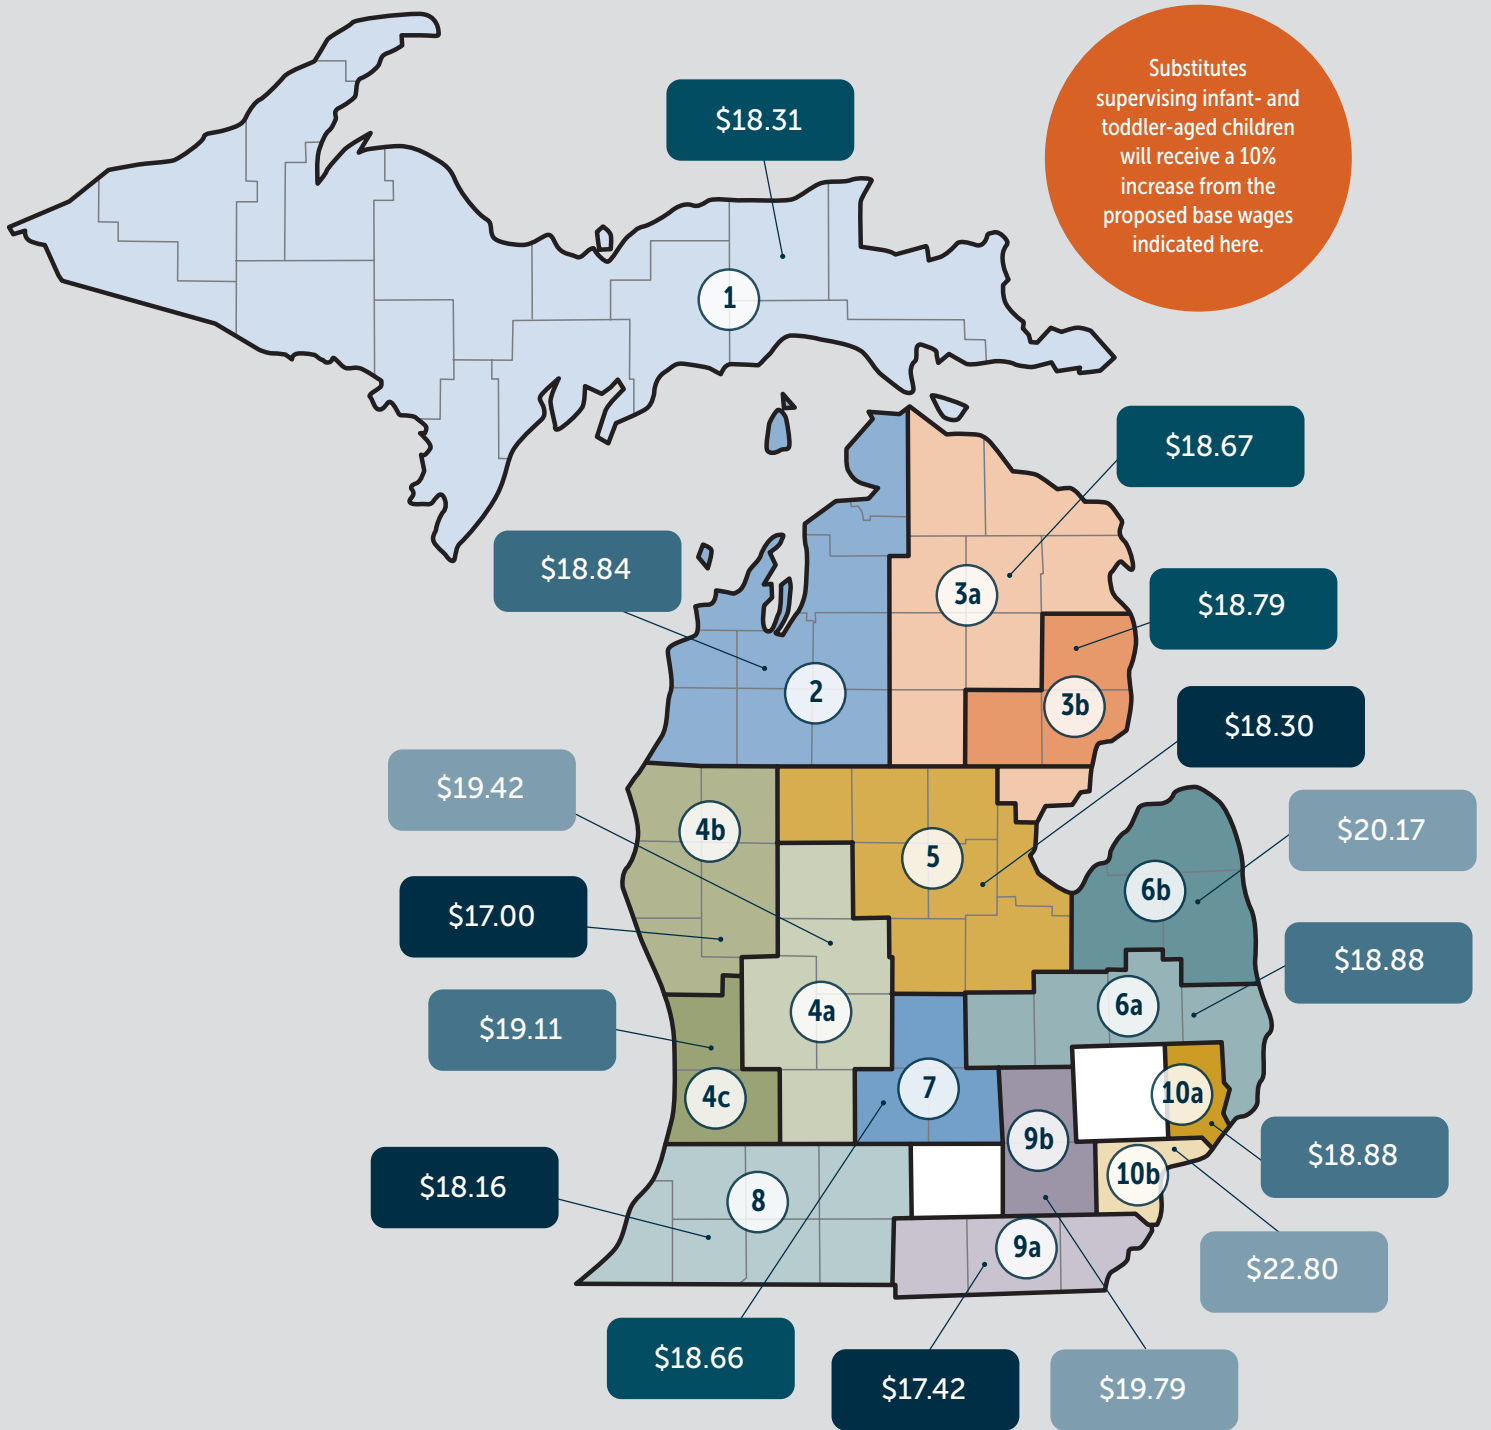 Substitutes
supervising infant- and
toddler-aged children
will receive a 10%
increase from the
proposed base wages
indicated here.
$18.31
1
$18.67
$18.84
3a
$18.79
2
3b
$18.30
$19.42
4b
5
$20.17
6b
$17.00
$18.88
4a
6a
$19.11
7
10a
4c
9b
$18.88
10b
$18.16
8
9a
$22.80
$18.66
$17.42
$19.79